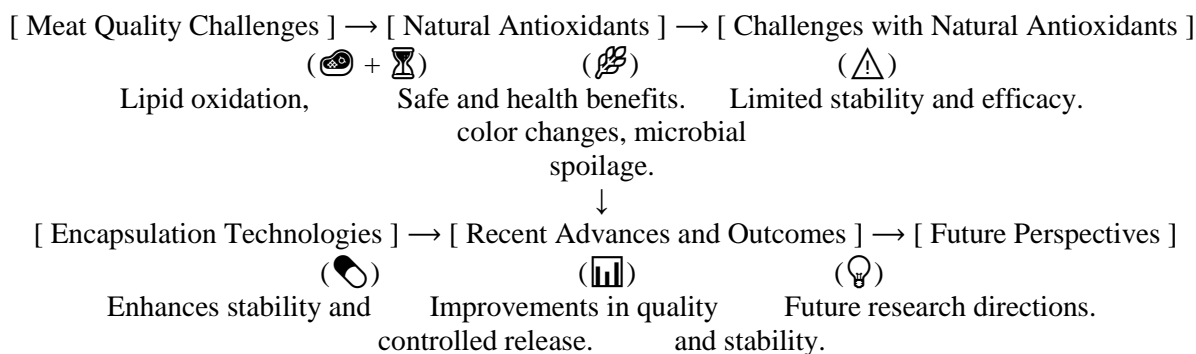 [ Meat Quality Challenges ] → [ Natural Antioxidants ] → [ Challenges with Natural Antioxidants ]
(🥩 + ⏳) (🌿) (⚠)
Lipid oxidation, Safe and health benefits. Limited stability and efficacy.
color changes, microbial
spoilage.
↓
[ Encapsulation Technologies ] → [ Recent Advances and Outcomes ] → [ Future Perspectives ]
(💊) (📊) (💡)
Enhances stability and Improvements in quality Future research directions.
controlled release. and stability.